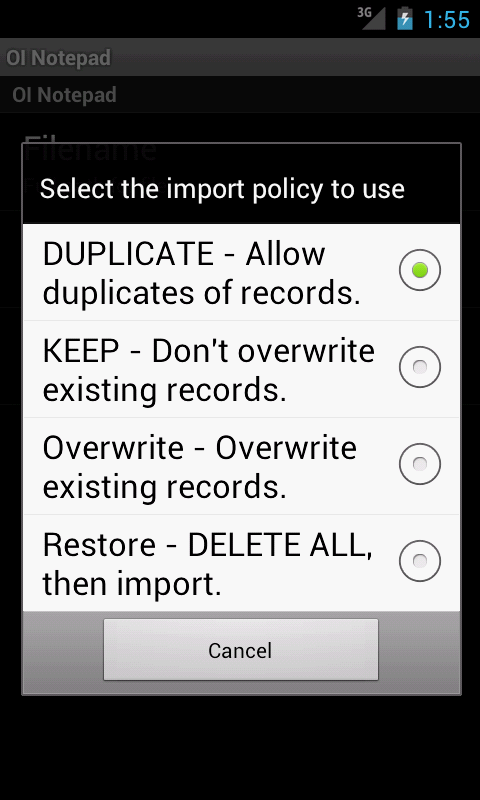 3G 1:55
OI Notepad
OI Notepad
Filename
Select the import policy to use
DUPLICATE - Allow
duplicates of records.
KEEP - Don't overwrite
existing records.
Overwrite - Overwrite
existing records.
Restore - DELETE ALL,
then import.
Cancel